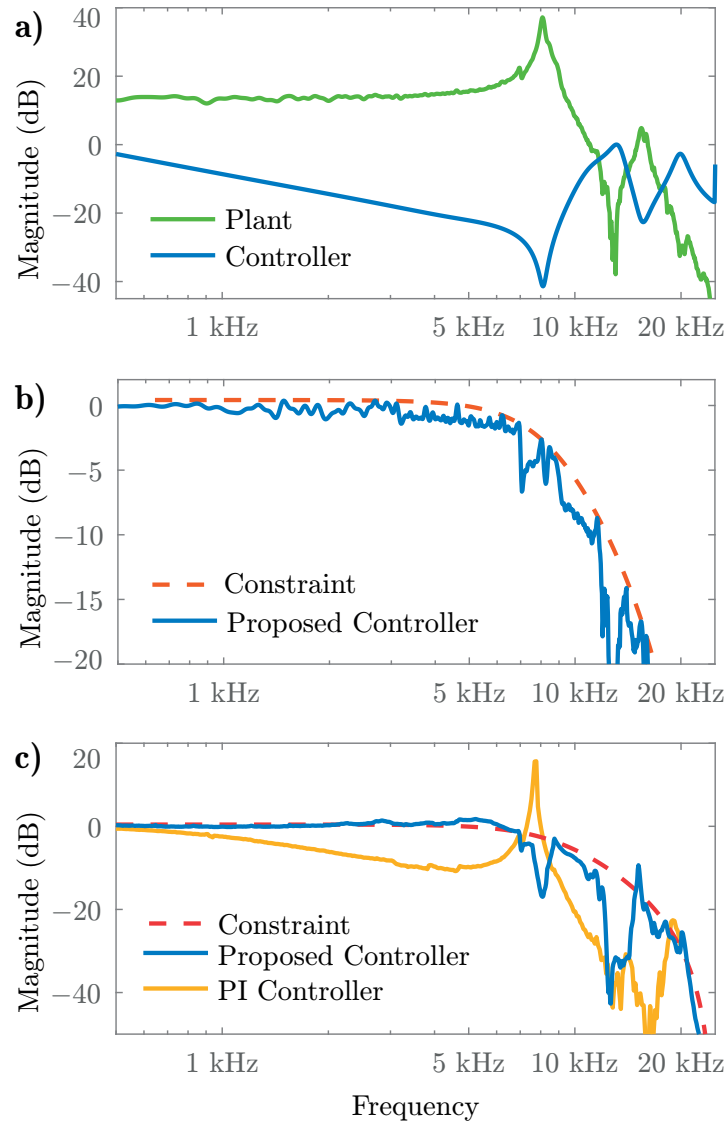 a)
Magnitude (dB)
40
20
0
−20
−40
Plant
Controller
1 kHz
5 kHz
10 kHz
20 kHz
b)
Magnitude (dB)
0
−5
−10
−15
−20
Constraint
Proposed Controller
1 kHz
5 kHz
10 kHz
20 kHz
c)
Magnitude (dB)
20
0
−20
−40
Constraint
Proposed Controller
PI Controller
1 kHz
5 kHz
10 kHz
20 kHz
Frequency